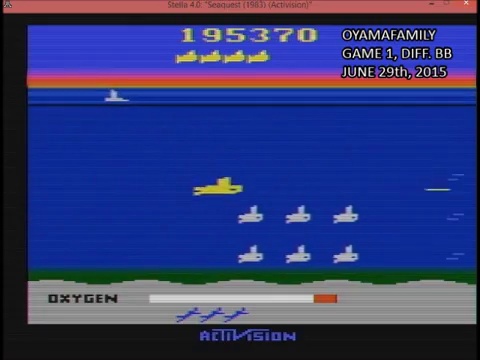 Stella 4.0: "Seaquest (1983) (Activision)"
195370
OYAMAFAMILY
GAME 1, DIFF. BB
JUNE 29th, 2015
OXYGEN
ACTIVISION